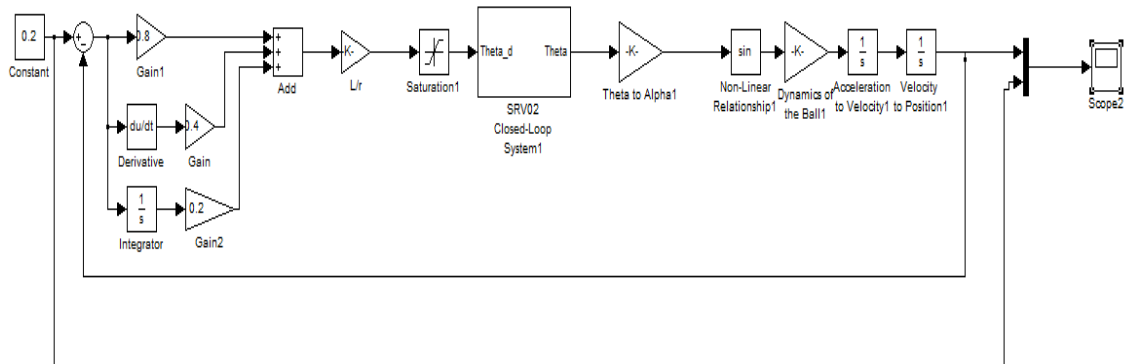 0.2
Constant
+
-
0.8
Gain1
du/dt
Derivative
0.4
Gain
1
s
Integrator
0.2
Gain2
+
+
+
Add
-K-
L/r
Saturation1
Theta_d Theta
SRV02
Closed-Loop
System1
-K-
Theta to Alpha1
sin
Non-Linear
Relationship1
-K-
Dynamics of
the Ball1
1
s
Acceleration
to Velocity1
1
s
Velocity
to Position1
Scope2